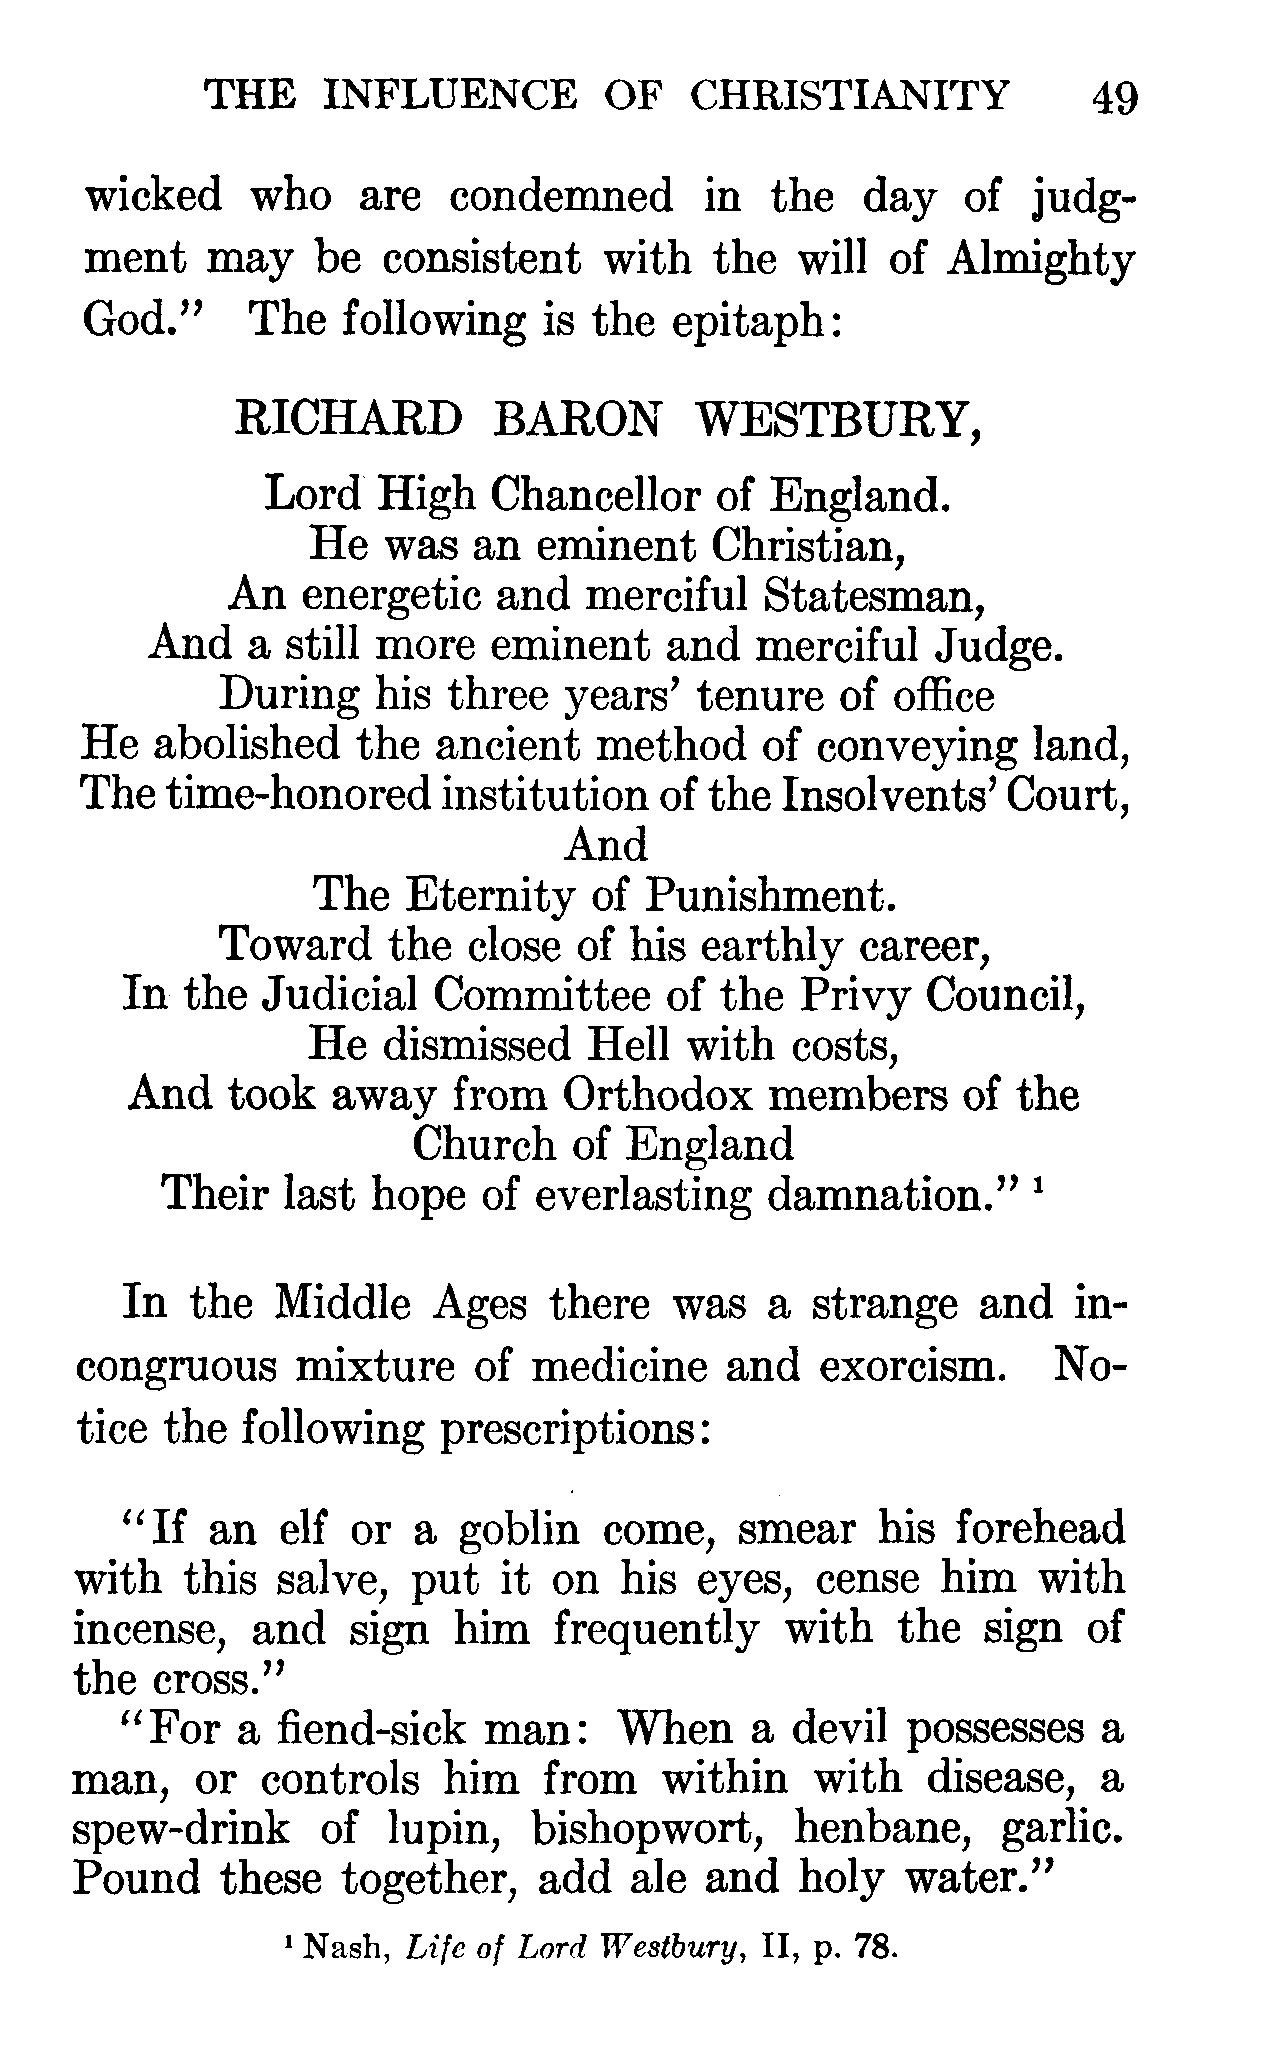 THE INFLUENCE OF CHRISTIANITY 49
wicked who are condemned in the day of judg-
ment may be consistent with the will of Almighty
God." The following is the epitaph:
RICHARD BARON WESTBURY,
Lord High Chancellor of England.
He was an eminent Christian,
An energetic and merciful Statesman,
And a still more eminent and merciful Judge.
During his three years' tenure of office
He abolished the ancient method of conveying land,
The time-honored institution of the Insolvents' Court,
And
The Eternity of Punishment.
Toward the close of his earthly career,
In the Judicial Committee of the Privy Council,
He dismissed Hell with costs,
And took away from Orthodox members of the
Church of England
Their last hope of everlasting damnation." ¹
In the Middle Ages there was a strange and in-
congruous mixture of medicine and exorcism. No-
tice the following prescriptions:
"If an elf or a goblin come, smear his forehead
with this salve, put it on his eyes, cense him with
incense, and sign him frequently with the sign of
the cross."
"For a fiend-sick man: When a devil possesses a
man, or controls him from within with disease, a
spew-drink of lupin, bishopwort, henbane, garlic.
Pound these together, add ale and holy water."
¹ Nash, Life of Lord Westbury, II, p. 78.